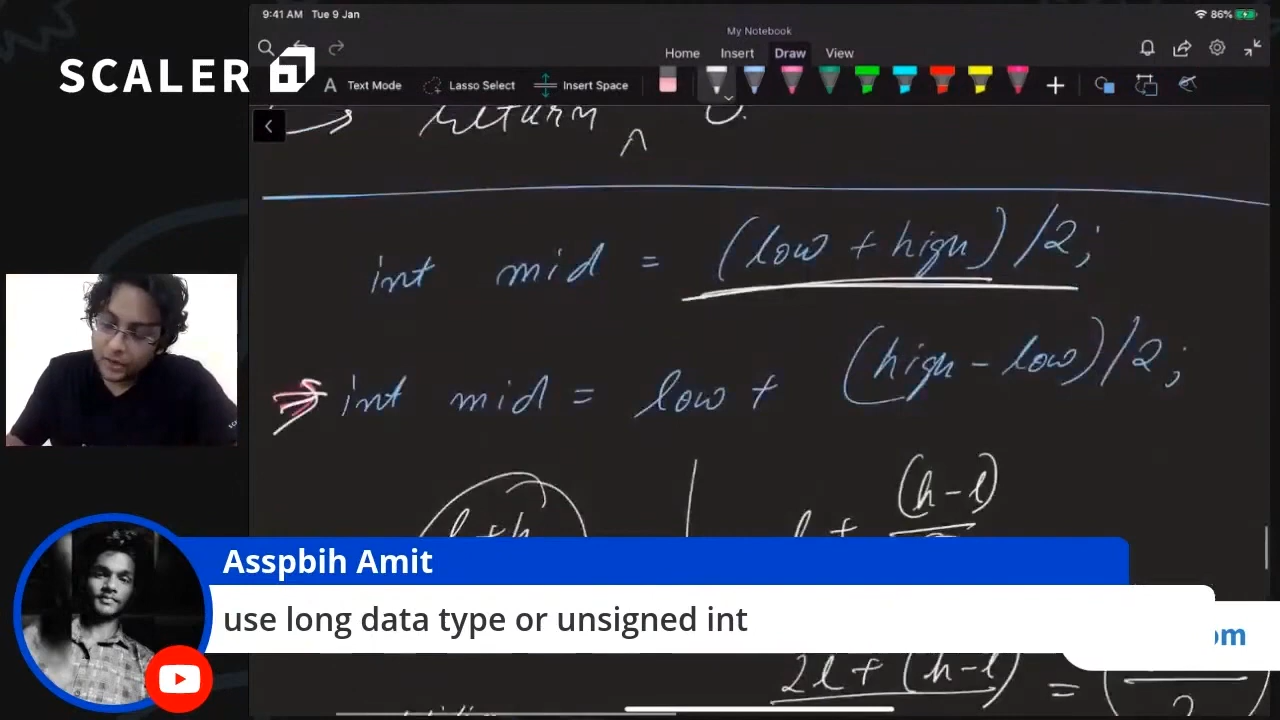 9:41 AM Tue 9 Jan
86%
My Notebook
SCALER
Home Insert Draw View
A Text Mode Lasso Select Insert Space
return
int mid = (low + high)/2;
int mid = low + (high - low)/2;
l + h
l + (h-l)
Asspbih Amit
use long data type or unsigned int
om
2l + (h-l) =
2